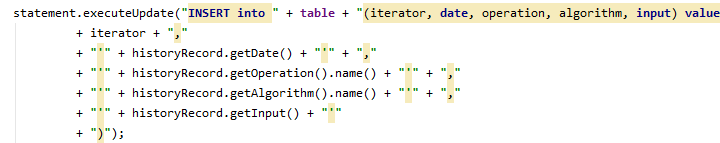 statement.executeUpdate("INSERT into " + table + "(iterator, date, operation, algorithm, input) value
+ iterator + ","
+ "'" + historyRecord.getDate() + "'" + ","
+ "'" + historyRecord.getOperation().name() + "'" + ","
+ "'" + historyRecord.getAlgorithm().name() + "'" + ","
+ "'" + historyRecord.getInput() + "'"
+ ")");